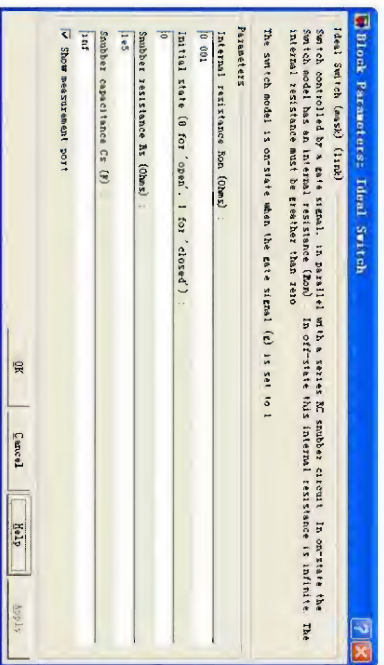 Block Parameters: Ideal Switch
Ideal Switch (mask) (link)
Switch controlled by a gate signal, in parallel with a series RC snubber circuit In on-state the
Switch model has an internal resistance (Ron) In off-state this internal resistance is infinite The
internal resistance must be greather than zero
The switch model is on-state when the gate signal (g) is set to 1
Parameters
Internal resistance Ron (Ohms) :
0 001
Initial state (0 for 'open', 1 for 'closed') :
0
Snubber resistance Rs (Ohms) :
1e5
Snubber capacitance Cs (F) :
inf
Show measurement port
OK
Cancel
Help
Apply